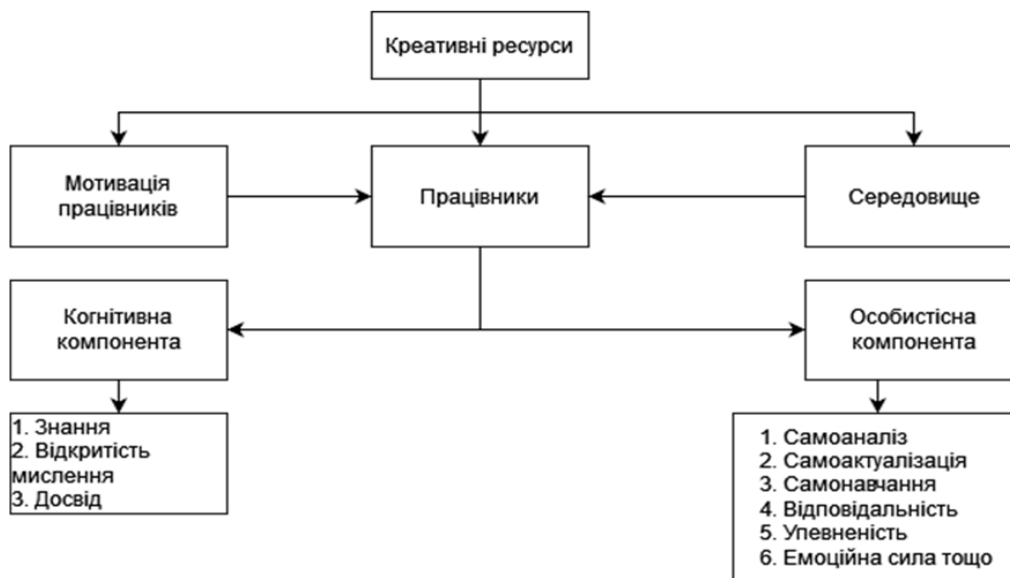 Креативні ресурси
Мотивація
працівників
Працівники
Середовище
Когнітивна
компонента
Особистісна
компонента
1. Знання
2. Відкритість
мислення
3. Досвід
1. Самоаналіз
2. Самоактуалізація
3. Самонавчання
4. Відповідальність
5. Упевненість
6. Емоційна сила тощо